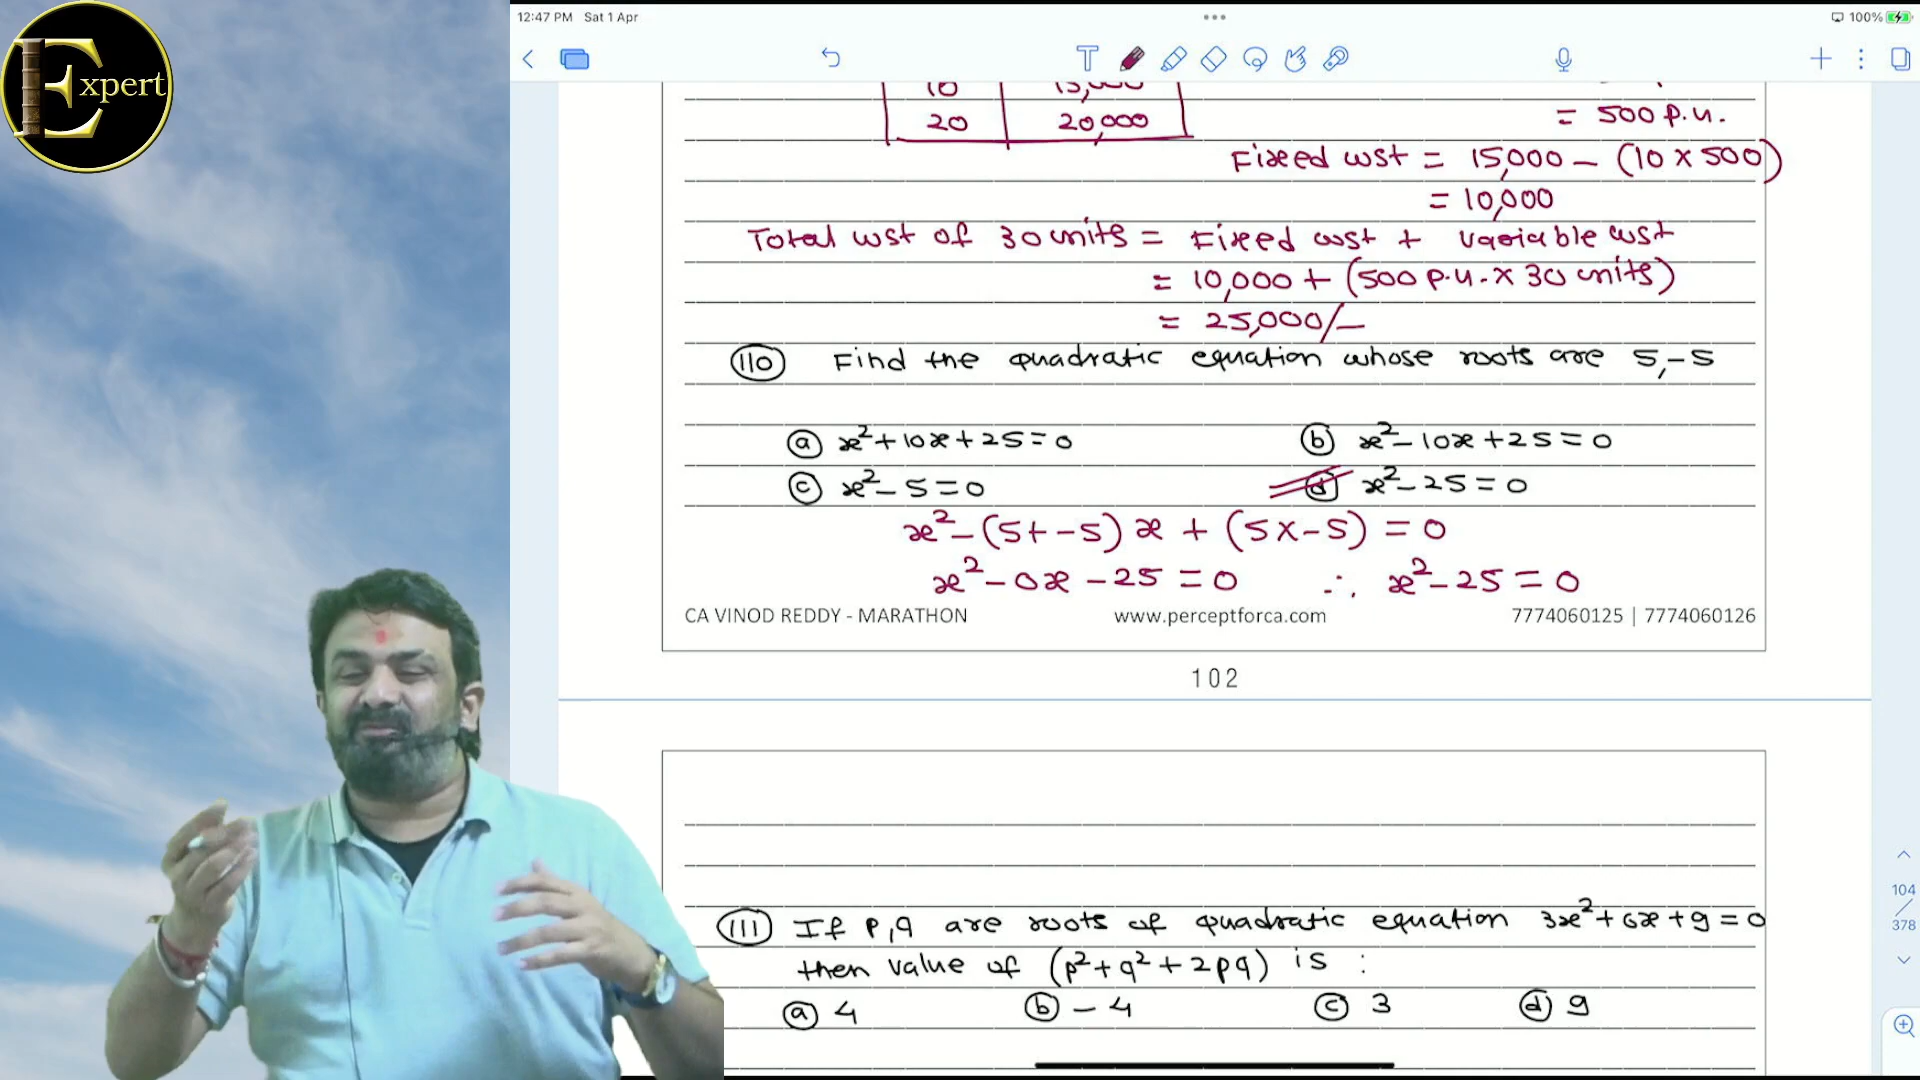 Expert
12:47 PM Sat 1 Apr
100%
10 15,000
20 20,000
= 500 p.u.
Fixed cost = 15,000 - (10 x 500)
= 10,000
Total cost of 30 units = Fixed cost + Variable cost
= 10,000 + (500 p.u. x 30 units)
= 25,000/-
110 Find the quadratic equation whose roots are 5, -5
a x² + 10x + 25 = 0 b x² - 10x + 25 = 0
c x² - 5 = 0 d x² - 25 = 0
x² - (5 + -5) x + (5 x -5) = 0
x² - 0x - 25 = 0 ∴ x² - 25 = 0
CA VINOD REDDY - MARATHON www.perceptforca.com 7774060125 | 7774060126
102
111 If p, q are roots of quadratic equation 3x² + 6x + 9 = 0
then value of (p² + q² + 2pq) is :
a 4 b - 4 c 3 d 9
104
378